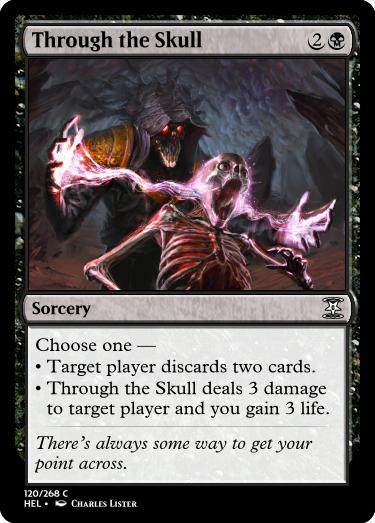 Through the Skull 2
Sorcery
Choose one —
• Target player discards two cards.
• Through the Skull deals 3 damage
to target player and you gain 3 life.
There's always some way to get your
point across.
120/268 C
HEL • Charles Lister